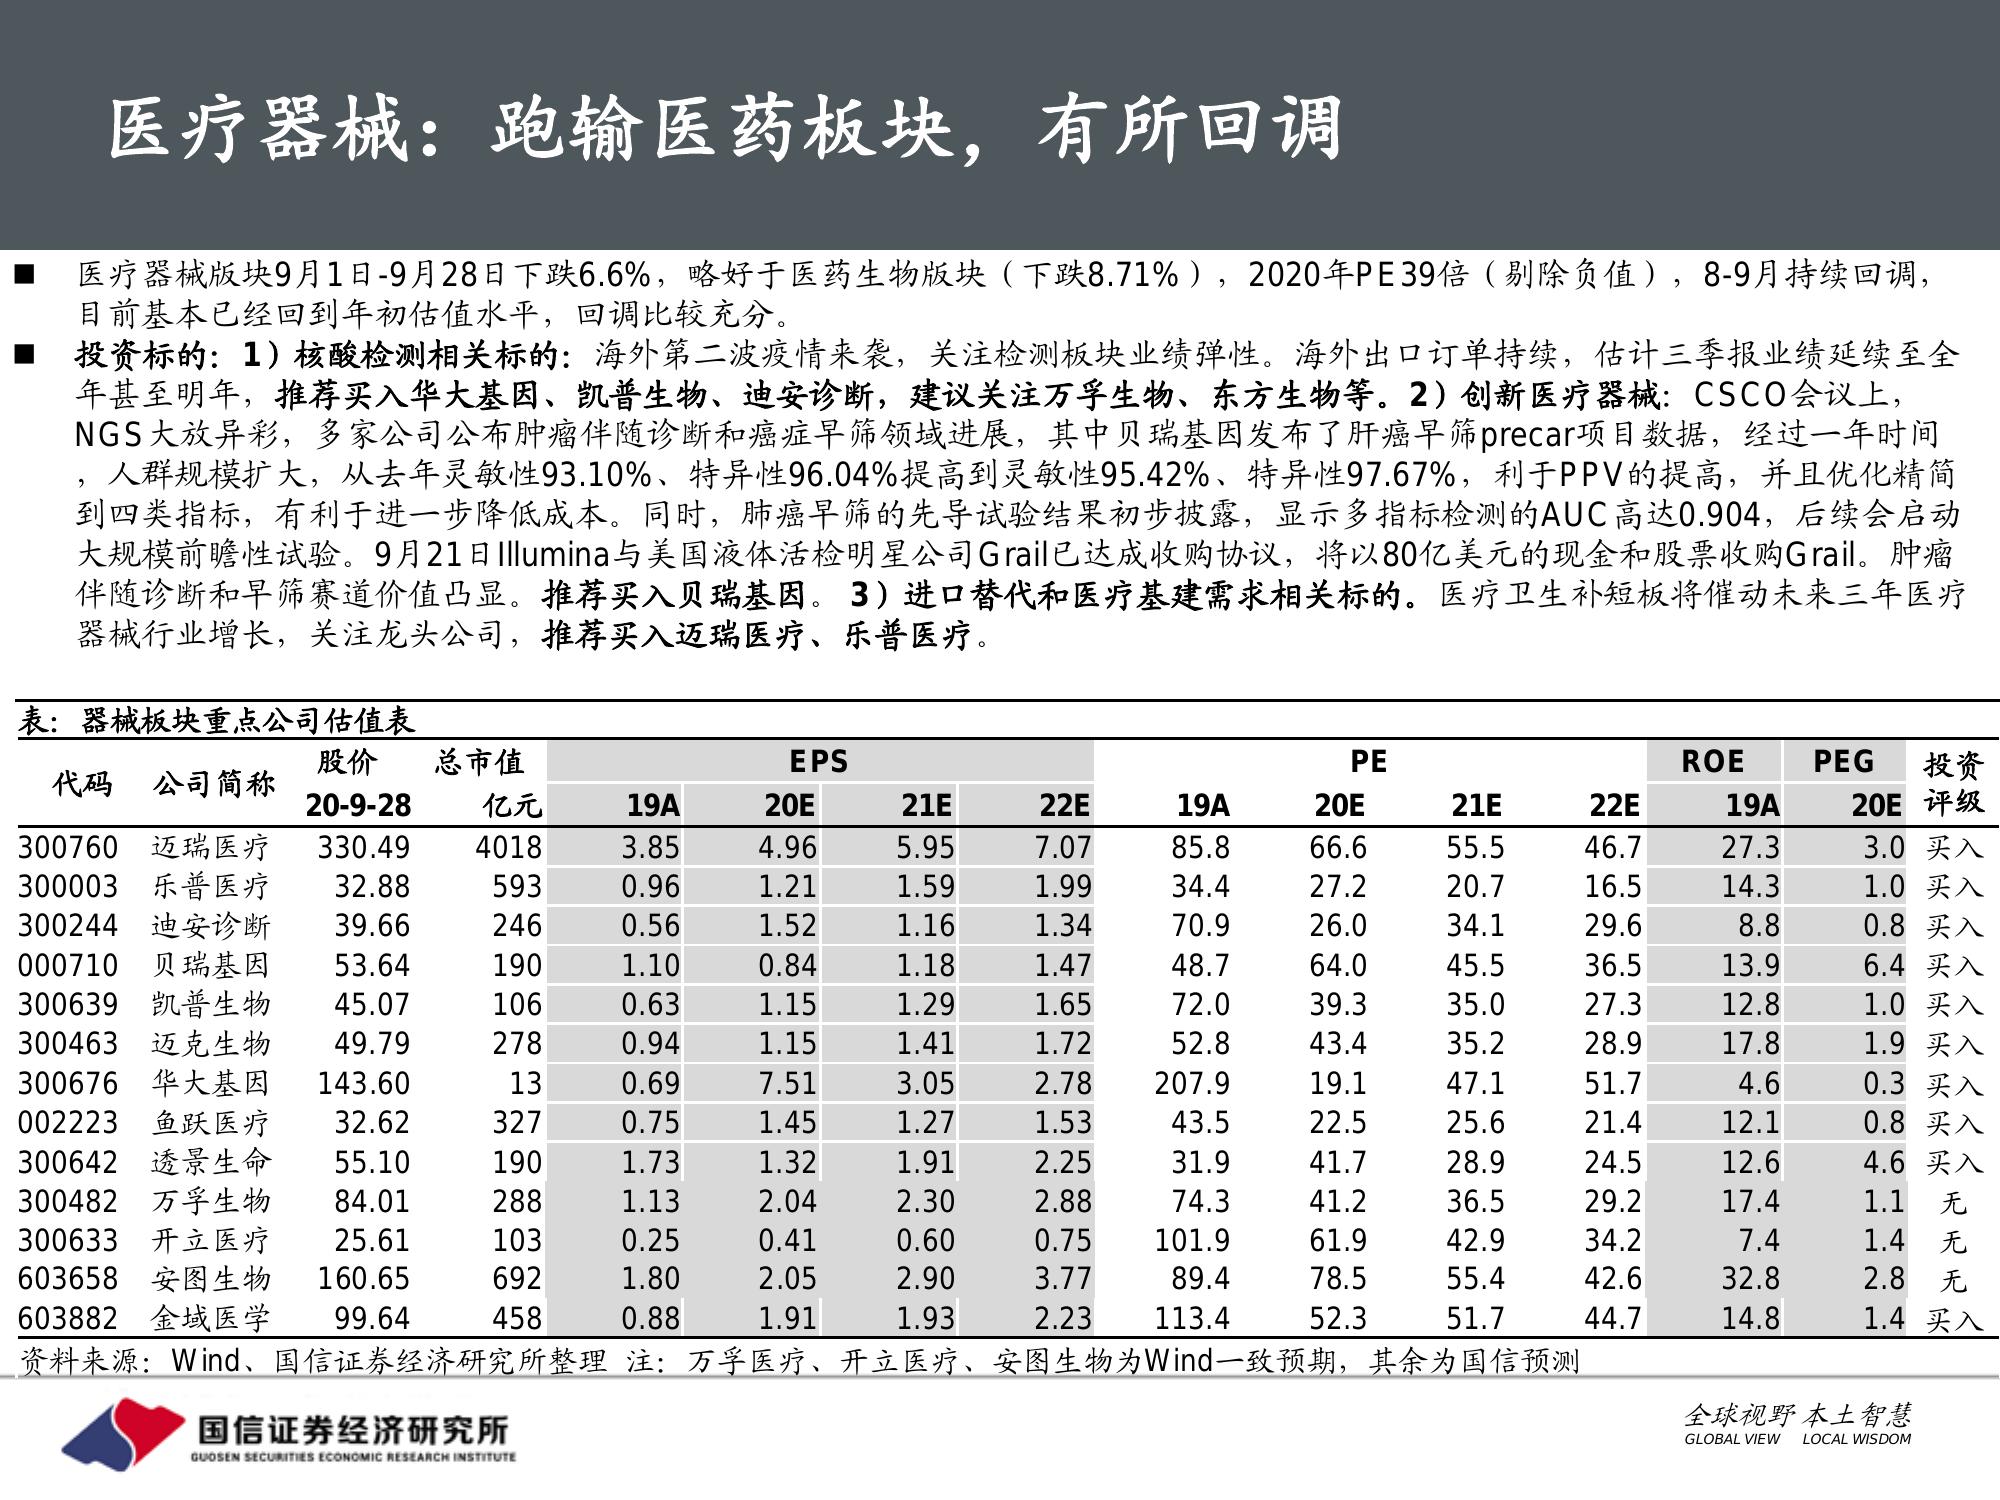 医疗器械：跑输医药板块，有所回调
■ 医疗器械版块9月1日-9月28日下跌6.6%，略好于医药生物版块（下跌8.71%），2020年PE39倍（剔除负值），8-9月持续回调，
目前基本已经回到年初估值水平，回调比较充分。
■ 投资标的：1）核酸检测相关标的：海外第二波疫情来袭，关注检测板块业绩弹性。海外出口订单持续，估计三季报业绩延续至全
年甚至明年，推荐买入华大基因、凯普生物、迪安诊断，建议关注万孚生物、东方生物等。2）创新医疗器械：CSCO会议上，
NGS大放异彩，多家公司公布肿瘤伴随诊断和癌症早筛领域进展，其中贝瑞基因发布了肝癌早筛precar项目数据，经过一年时间
，人群规模扩大，从去年灵敏性93.10%、特异性96.04%提高到灵敏性95.42%、特异性97.67%，利于PPV的提高，并且优化精简
到四类指标，有利于进一步降低成本。同时，肺癌早筛的先导试验结果初步披露，显示多指标检测的AUC高达0.904，后续会启动
大规模前瞻性试验。9月21日Illumina与美国液体活检明星公司Grail已达成收购协议，将以80亿美元的现金和股票收购Grail。肿瘤
伴随诊断和早筛赛道价值凸显。推荐买入贝瑞基因。3）进口替代和医疗基建需求相关标的。医疗卫生补短板将催动未来三年医疗
器械行业增长，关注龙头公司，推荐买入迈瑞医疗、乐普医疗。
表：器械板块重点公司估值表
代码 公司简称 股价 总市值 EPS PE ROE PEG 投资
20-9-28 亿元 19A 20E 21E 22E 19A 20E 21E 22E 19A 20E 评级
300760 迈瑞医疗 330.49 4018 3.85 4.96 5.95 7.07 85.8 66.6 55.5 46.7 27.3 3.0 买入
300003 乐普医疗 32.88 593 0.96 1.21 1.59 1.99 34.4 27.2 20.7 16.5 14.3 1.0 买入
300244 迪安诊断 39.66 246 0.56 1.52 1.16 1.34 70.9 26.0 34.1 29.6 8.8 0.8 买入
000710 贝瑞基因 53.64 190 1.10 0.84 1.18 1.47 48.7 64.0 45.5 36.5 13.9 6.4 买入
300639 凯普生物 45.07 106 0.63 1.15 1.29 1.65 72.0 39.3 35.0 27.3 12.8 1.0 买入
300463 迈克生物 49.79 278 0.94 1.15 1.41 1.72 52.8 43.4 35.2 28.9 17.8 1.9 买入
300676 华大基因 143.60 13 0.69 7.51 3.05 2.78 207.9 19.1 47.1 51.7 4.6 0.3 买入
002223 鱼跃医疗 32.62 327 0.75 1.45 1.27 1.53 43.5 22.5 25.6 21.4 12.1 0.8 买入
300642 透景生命 55.10 190 1.73 1.32 1.91 2.25 31.9 41.7 28.9 24.5 12.6 4.6 买入
300482 万孚生物 84.01 288 1.13 2.04 2.30 2.88 74.3 41.2 36.5 29.2 17.4 1.1 无
300633 开立医疗 25.61 103 0.25 0.41 0.60 0.75 101.9 61.9 42.9 34.2 7.4 1.4 无
603658 安图生物 160.65 692 1.80 2.05 2.90 3.77 89.4 78.5 55.4 42.6 32.8 2.8 无
603882 金域医学 99.64 458 0.88 1.91 1.93 2.23 113.4 52.3 51.7 44.7 14.8 1.4 买入
资料来源：Wind、国信证券经济研究所整理 注：万孚医疗、开立医疗、安图生物为Wind一致预期，其余为国信预测
国信证券经济研究所
GUOSEN SECURITIES ECONOMIC RESEARCH INSTITUTE
全球视野 本土智慧
GLOBAL VIEW LOCAL WISDOM